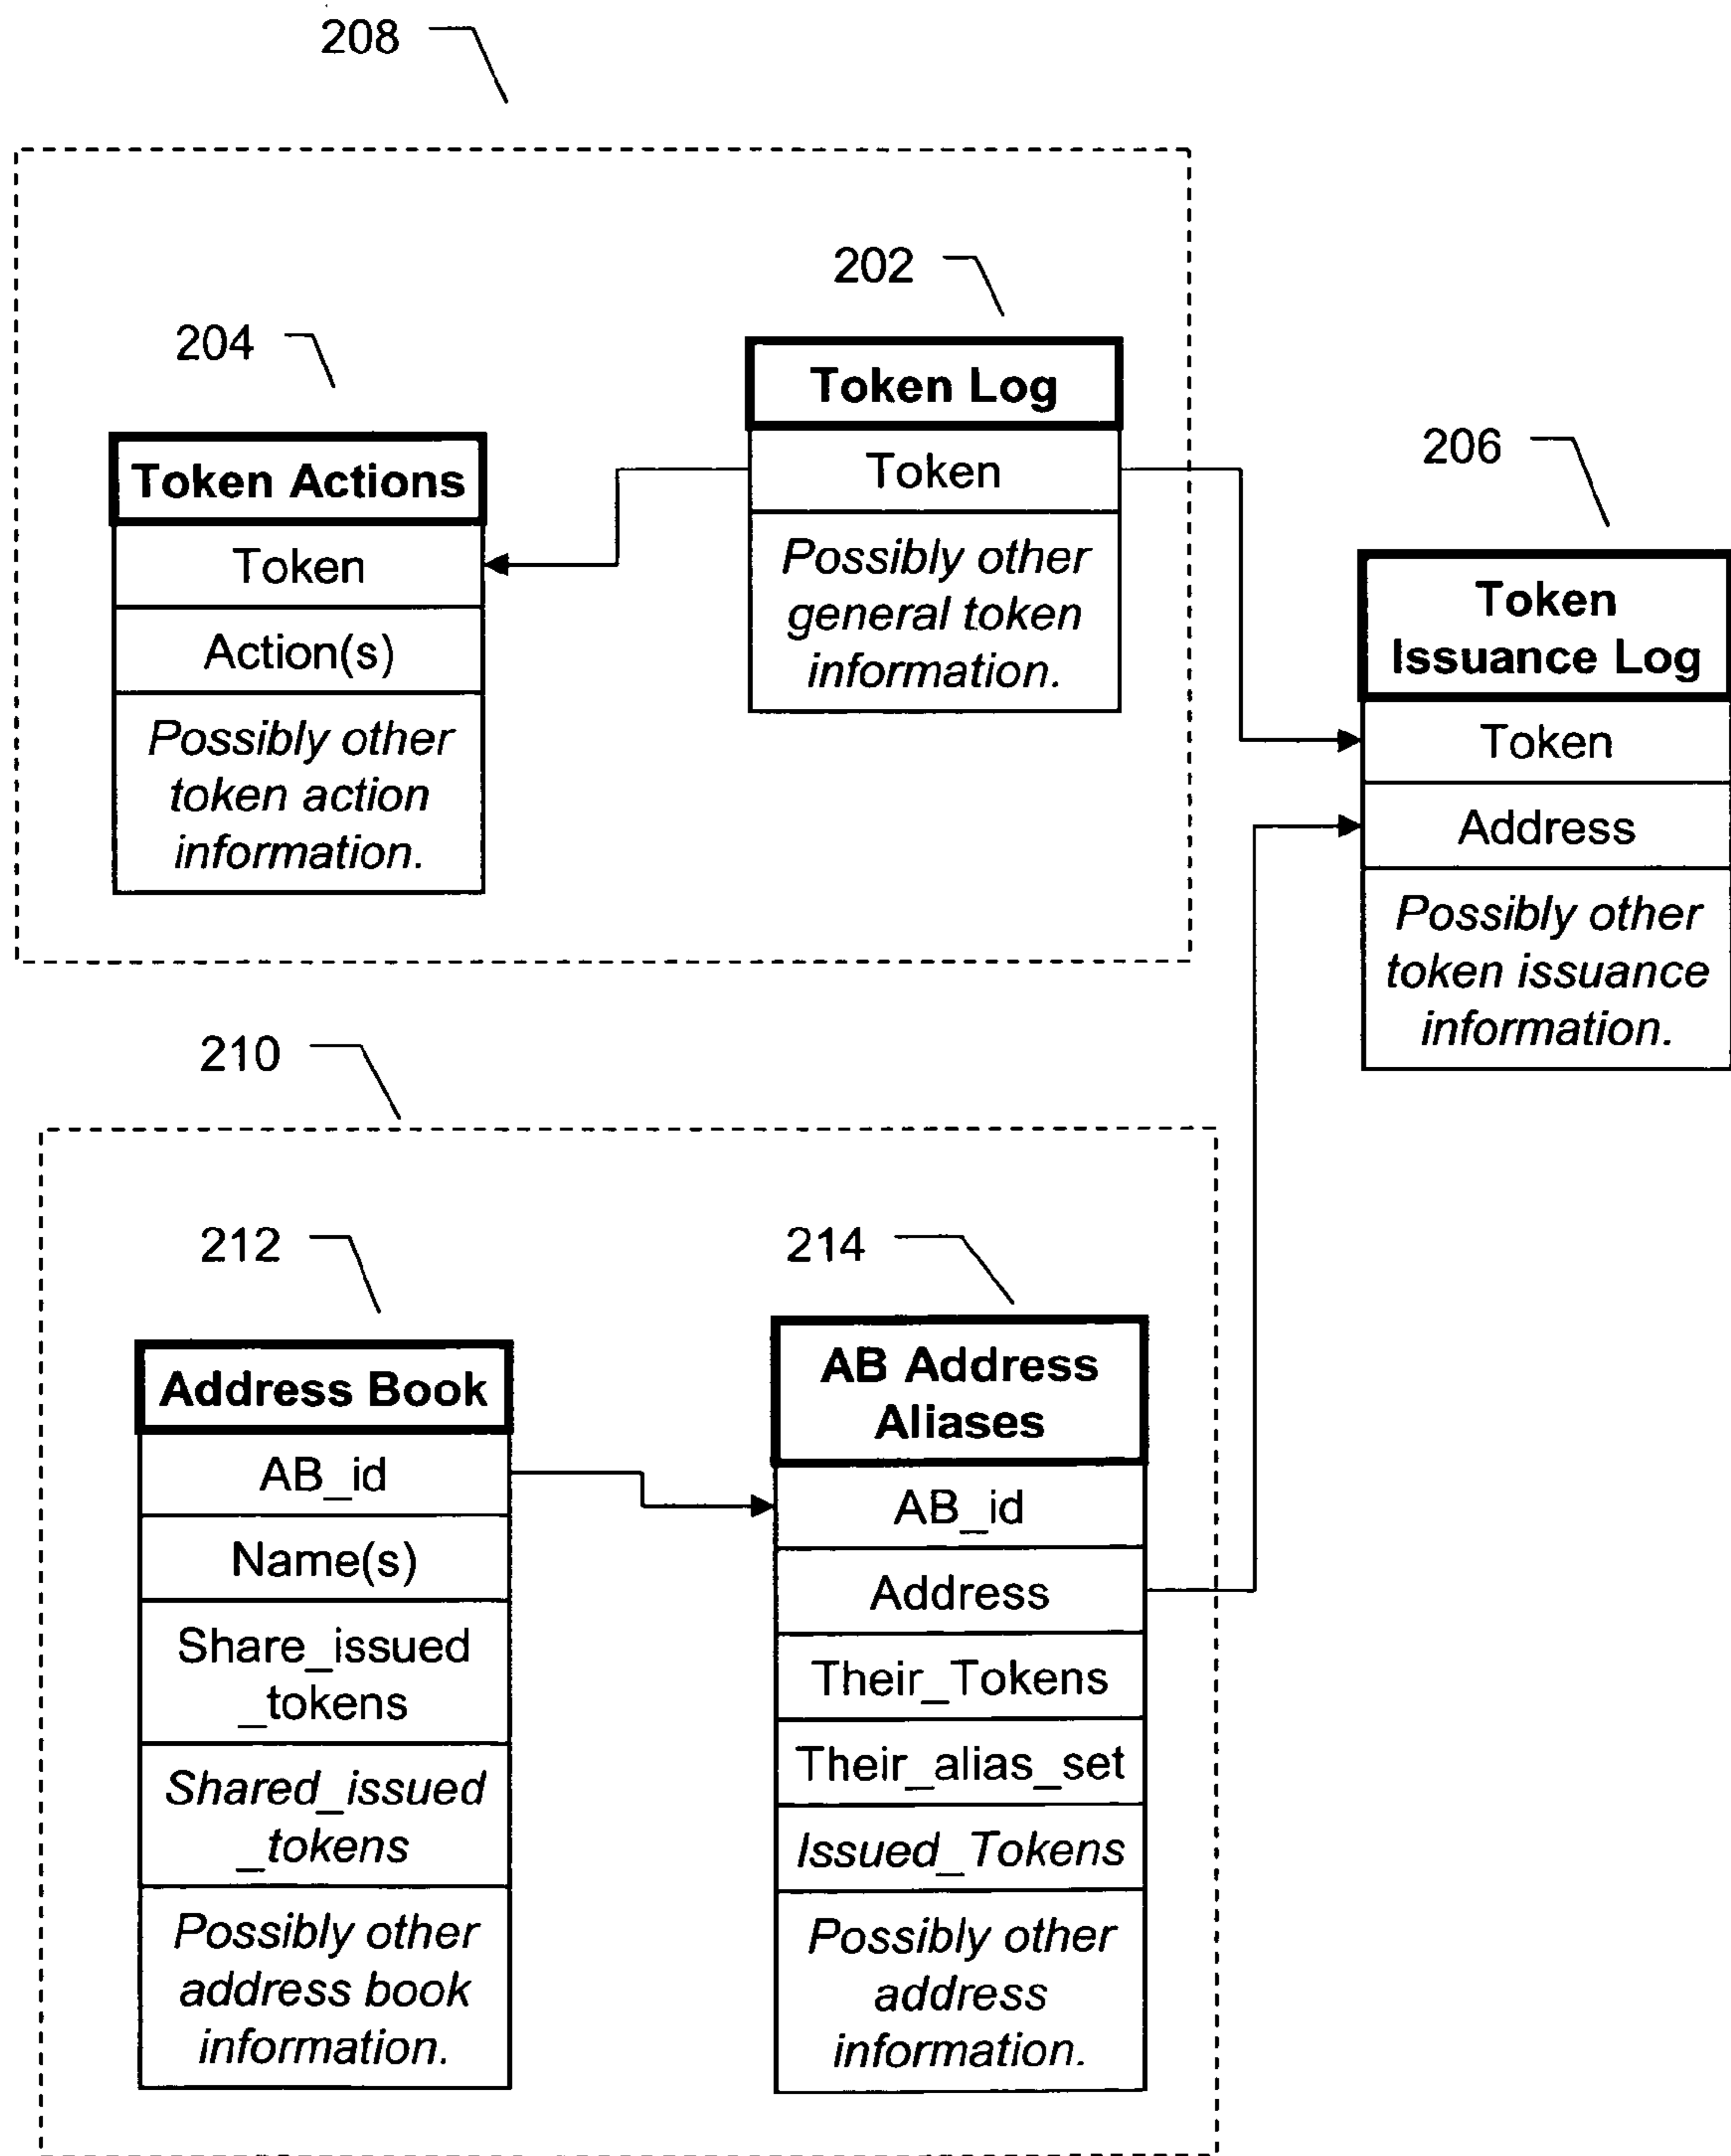 208
202
204
Token Log
Token
Possibly other
general token
information.
Token Actions
Token
Action(s)
Possibly other
token action
information.
206
Token
Issuance Log
Token
Address
Possibly other
token issuance
information.
210
212
214
Address Book
AB_id
Name(s)
Share_issued
_tokens
Shared_issued
_tokens
Possibly other
address book
information.
AB Address
Aliases
AB_id
Address
Their_Tokens
Their_alias_set
Issued_Tokens
Possibly other
address
information.